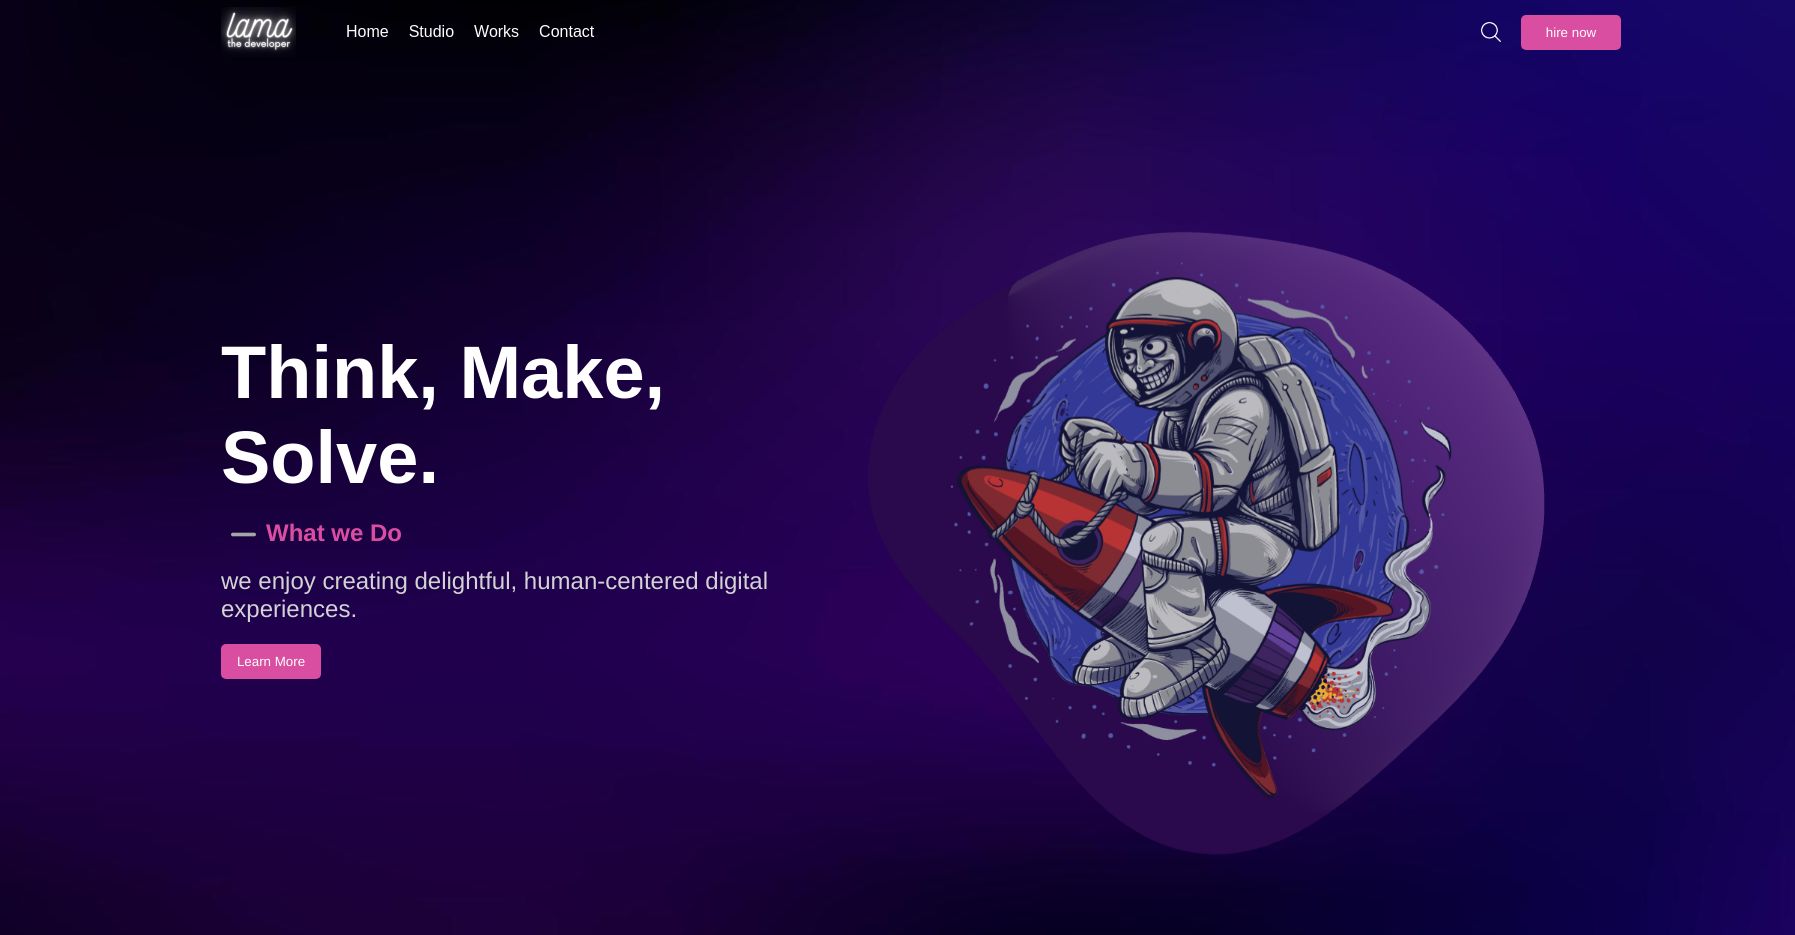 lama
the developer
Home Studio Works Contact
hire now
Think, Make,
Solve.
What we Do
we enjoy creating delightful, human-centered digital
experiences.
Learn More